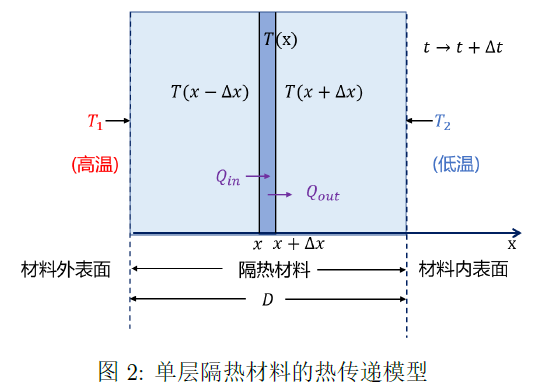 T(x)
t → t + Δt
T(x − Δx)
T(x + Δx)
T₁
T₂
(高温)
(低温)
Q_in
Q_out
x
x + Δx
x
材料外表面
隔热材料
材料内表面
D
图 2: 单层隔热材料的热传递模型